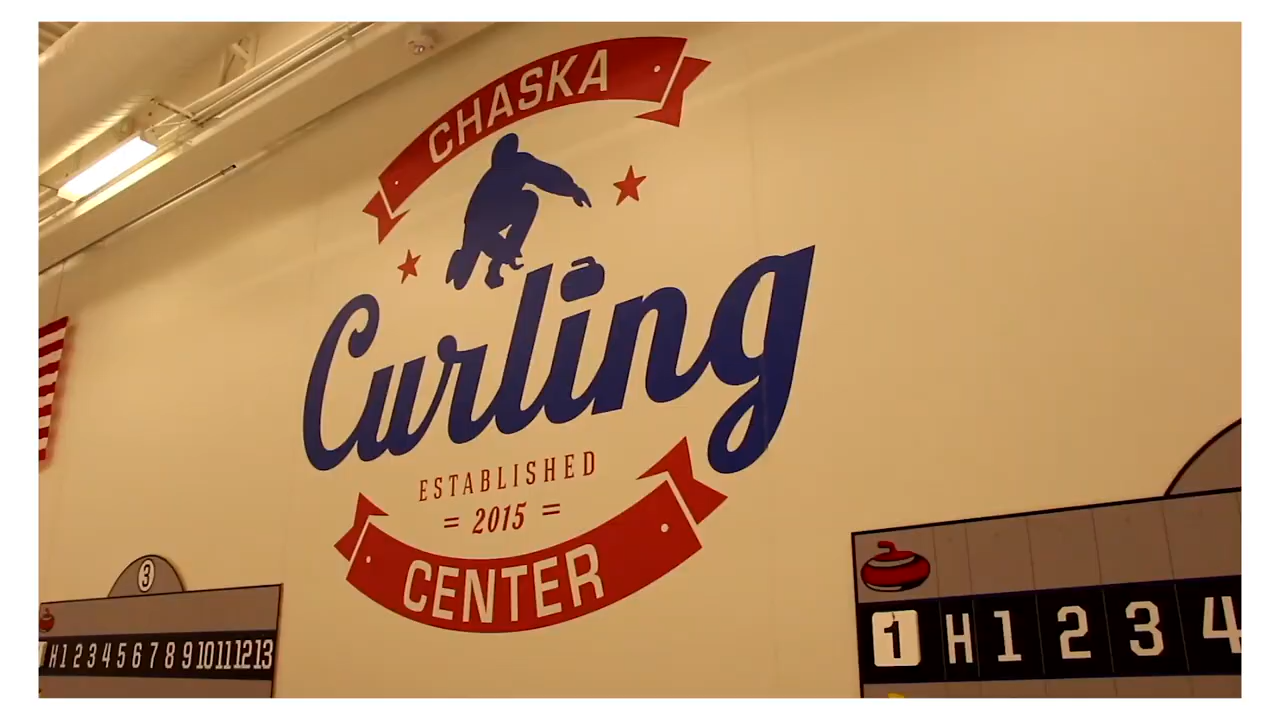 CHASKA
Curling
ESTABLISHED
= 2015 =
CENTER
3
H 1 2 3 4 5 6 7 8 9 10 11 12 13
1 H 1 2 3 4